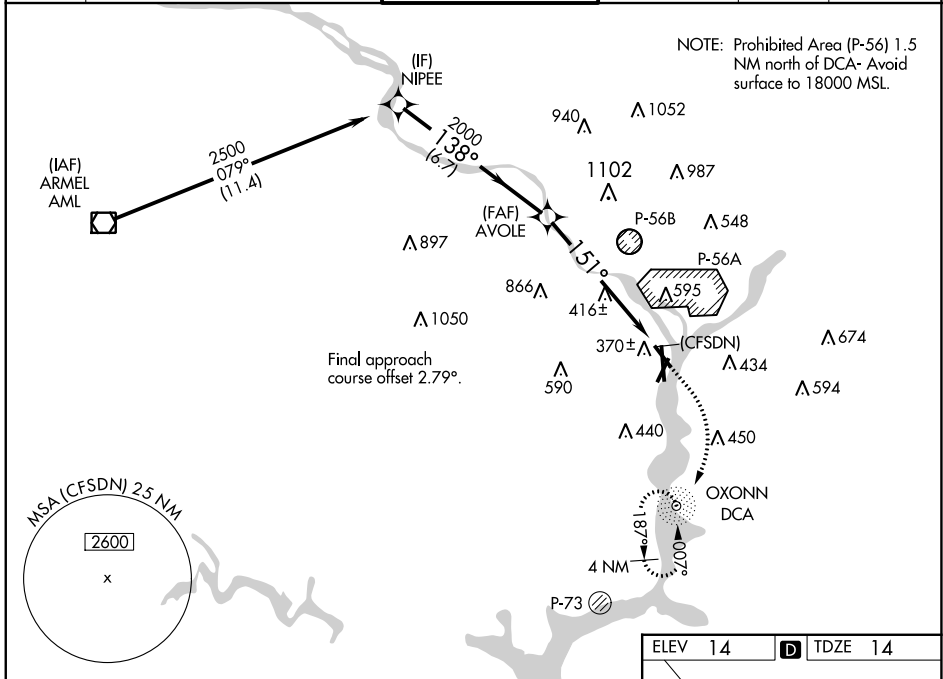 NOTE: Prohibited Area (P-56) 1.5
NM north of DCA- Avoid
surface to 18000 MSL.
(IF)
NIPEE
940
1052
2000
138°
(6.7)
2500
079°
(11.4)
(IAF)
ARMEL
AML
1102
987
(FAF)
AVOLE
P-56B
548
897
151°
P-56A
866
595
416±
1050
370±
(CFSDN)
674
Final approach
course offset 2.79°.
434
590
594
440
450
MSA (CFSDN) 25 NM
2600
x
OXONN
DCA
187°
007°
4 NM
P-73
ELEV 14
D
TDZE 14